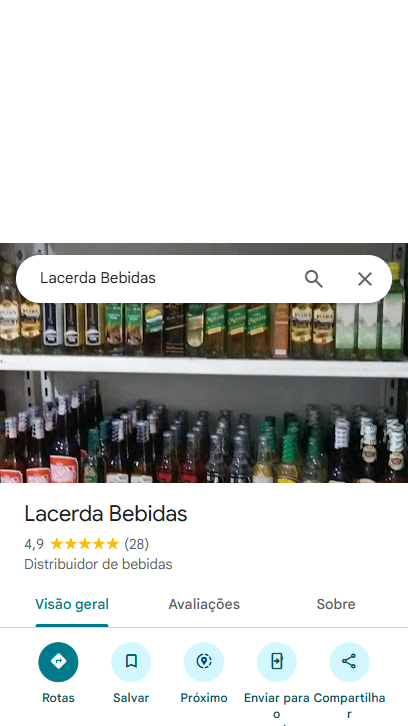 Lacerda Bebidas
Lacerda Bebidas
4,9 (28)
Distribuidor de bebidas
Visão geral
Avaliações
Sobre
Rotas
Salvar
Próximo
Enviar para
o
Compartilha
r